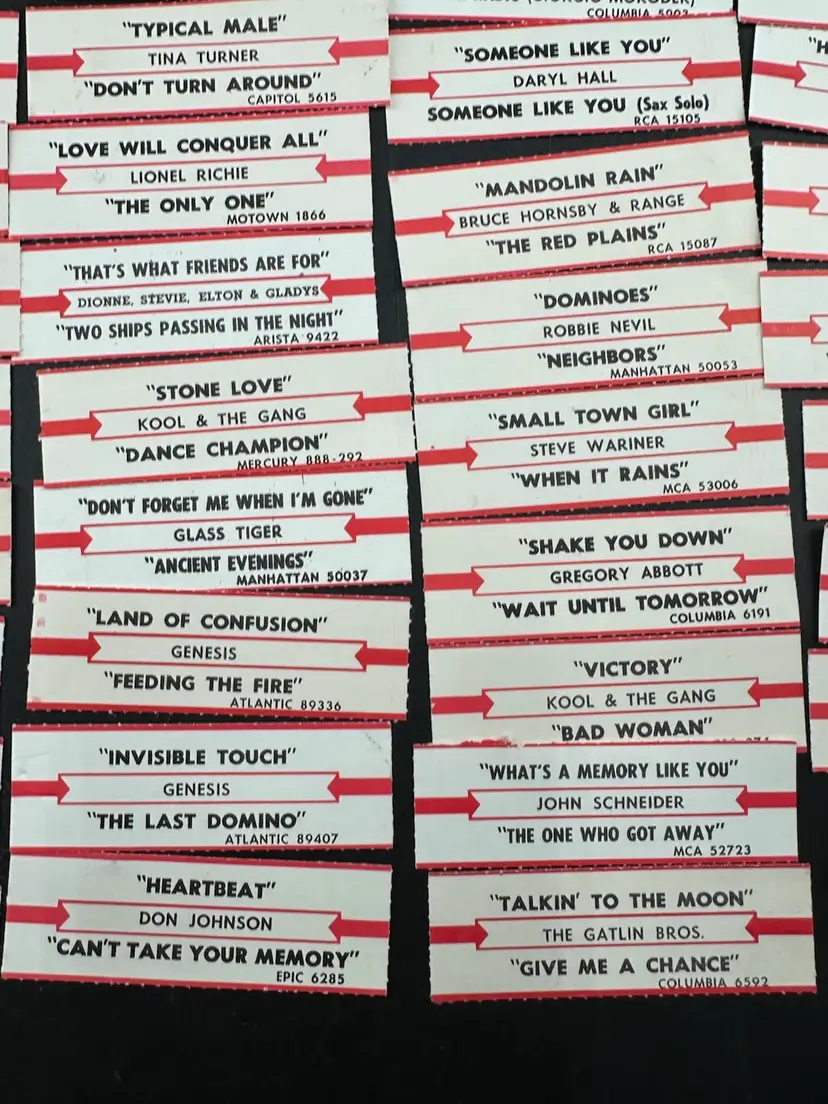 "TYPICAL MALE"
TINA TURNER
"DON'T TURN AROUND"
CAPITOL 5615
"LOVE WILL CONQUER ALL"
LIONEL RICHIE
"THE ONLY ONE"
MOTOWN 1866
"THAT'S WHAT FRIENDS ARE FOR"
DIONNE, STEVIE, ELTON & GLADYS
"TWO SHIPS PASSING IN THE NIGHT"
ARISTA 9422
"STONE LOVE"
KOOL & THE GANG
"DANCE CHAMPION"
MERCURY 888-292
"DON'T FORGET ME WHEN I'M GONE"
GLASS TIGER
"ANCIENT EVENINGS"
MANHATTAN 50037
"LAND OF CONFUSION"
GENESIS
"FEEDING THE FIRE"
ATLANTIC 89336
"INVISIBLE TOUCH"
GENESIS
"THE LAST DOMINO"
ATLANTIC 89407
"HEARTBEAT"
DON JOHNSON
"CAN'T TAKE YOUR MEMORY"
EPIC 6285
COLUMBIA
"SOMEONE LIKE YOU"
DARYL HALL
SOMEONE LIKE YOU (Sax Solo)
RCA 15105
"MANDOLIN RAIN"
BRUCE HORNSBY & RANGE
"THE RED PLAINS"
RCA 15087
"DOMINOES"
ROBBIE NEVIL
"NEIGHBORS"
MANHATTAN 50053
"SMALL TOWN GIRL"
STEVE WARINER
"WHEN IT RAINS"
MCA 53006
"SHAKE YOU DOWN"
GREGORY ABBOTT
"WAIT UNTIL TOMORROW"
COLUMBIA 6191
"VICTORY"
KOOL & THE GANG
"BAD WOMAN"
"WHAT'S A MEMORY LIKE YOU"
JOHN SCHNEIDER
"THE ONE WHO GOT AWAY"
MCA 52723
"TALKIN' TO THE MOON"
THE GATLIN BROS.
"GIVE ME A CHANCE"
COLUMBIA 6592